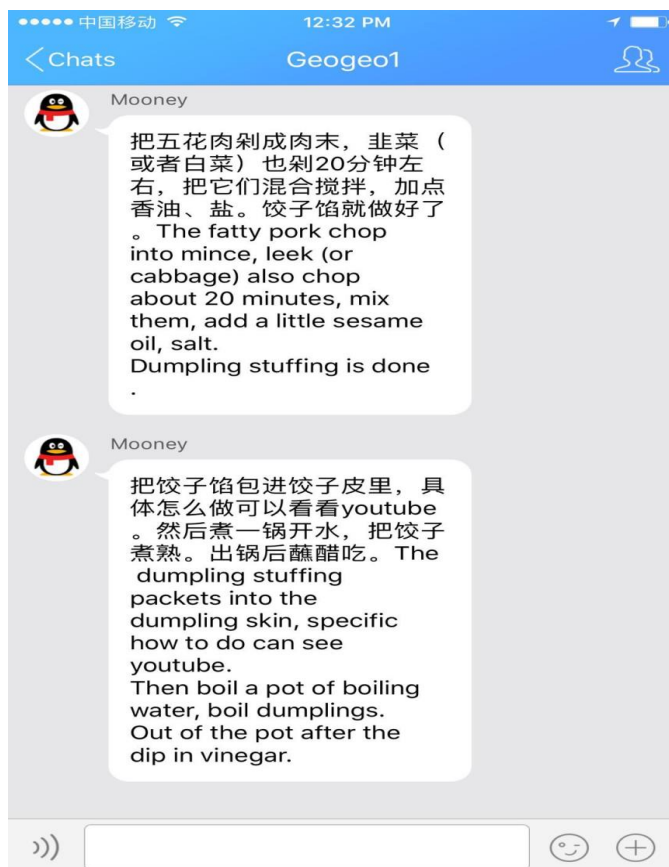 中国移动 12:32 PM
Chats Geogeo1
Mooney
把五花肉剁成肉末，韭菜（
或者白菜）也剁20分钟左
右，把它们混合搅拌，加点
香油、盐。饺子馅就做好了
。The fatty pork chop
into mince, leek (or
cabbage) also chop
about 20 minutes, mix
them, add a little sesame
oil, salt.
Dumpling stuffing is done
.
Mooney
把饺子馅包进饺子皮里，具
体怎么做可以看看youtube
。然后煮一锅开水，把饺子
煮熟。出锅后蘸醋吃。The
dumpling stuffing
packets into the
dumpling skin, specific
how to do can see
youtube.
Then boil a pot of boiling
water, boil dumplings.
Out of the pot after the
dip in vinegar.